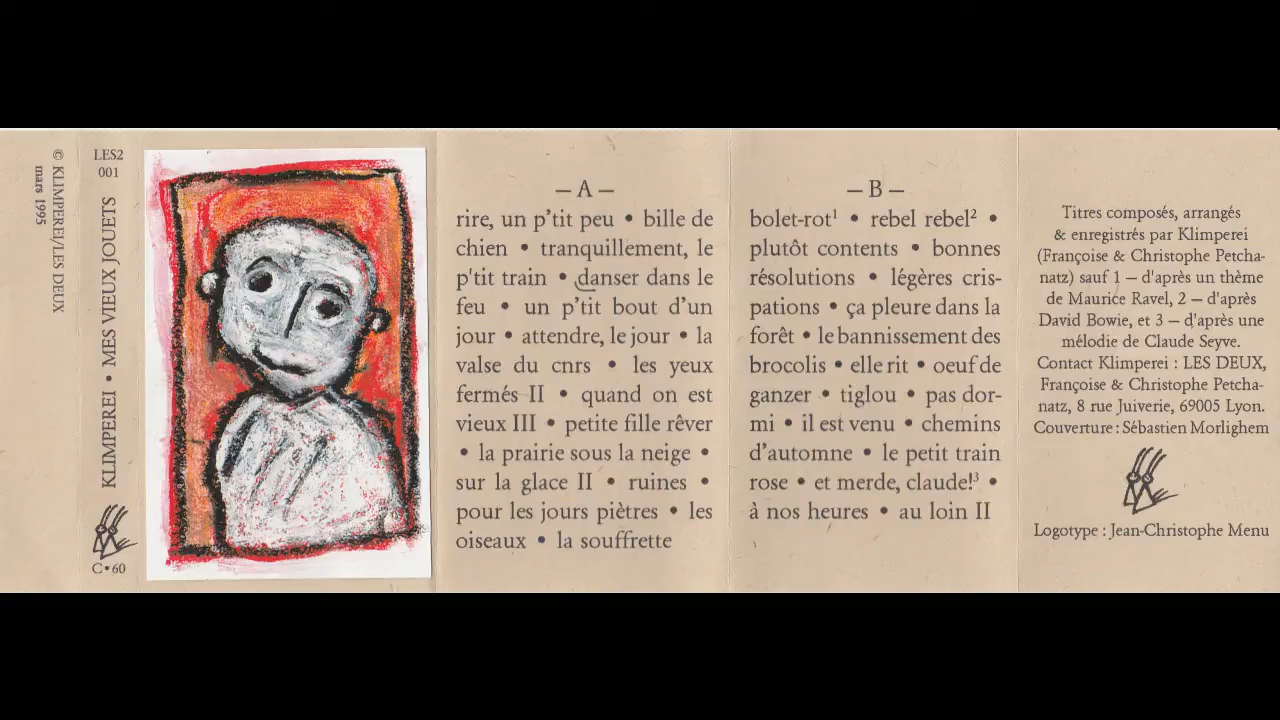 © KLIMPEREI/LES DEUX
mars 1995
LES2
001
KLIMPEREI • MES VIEUX JOUETS
C•60
– A –
rire, un p'tit peu • bille de
chien • tranquillement, le
p'tit train • danser dans le
feu • un p'tit bout d'un
jour • attendre, le jour • la
valse du cnrs • les yeux
fermés II • quand on est
vieux III • petite fille rêver
• la prairie sous la neige •
sur la glace II • ruines •
pour les jours piètres • les
oiseaux • la souffrette
– B –
bolet-rot¹ • rebel rebel² •
plutôt contents • bonnes
résolutions • légères cris-
pations • ça pleure dans la
forêt • le bannissement des
brocolis • elle rit • oeuf de
ganzer • tiglou • pas dor-
mi • il est venu • chemins
d'automne • le petit train
rose • et merde, claude!³ •
à nos heures • au loin II
Titres composés, arrangés
& enregistrés par Klimperei
(Françoise & Christophe Petcha-
natz) sauf 1 – d'après un thème
de Maurice Ravel, 2 – d'après
David Bowie, et 3 – d'après une
mélodie de Claude Seyve.
Contact Klimperei : LES DEUX,
Françoise & Christophe Petcha-
natz, 8 rue Juiverie, 69005 Lyon.
Couverture : Sébastien Morlighem
Logotype : Jean-Christophe Menu